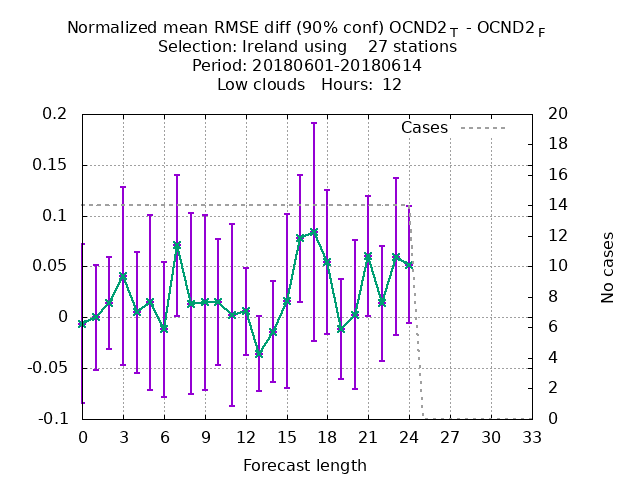 Normalized mean RMSE diff (90% conf) OCND2 T - OCND2 F
Selection: Ireland using 27 stations
Period: 20180601-20180614
Low clouds Hours: 12
Cases
0.2
0.15
0.1
0.05
0
-0.05
-0.1
20
18
16
14
12
10
8
6
4
2
0
No cases
0 3 6 9 12 15 18 21 24 27 30 33
Forecast length